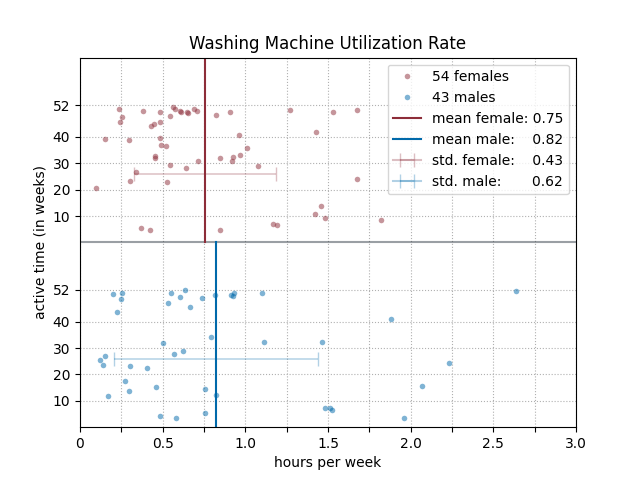 Washing Machine Utilization Rate
54 females
43 males
mean female: 0.75
mean male: 0.82
std. female: 0.43
std. male: 0.62
active time (in weeks)
52
40
30
20
10
52
40
30
20
10
0 0.5 1.0 1.5 2.0 2.5 3.0
hours per week